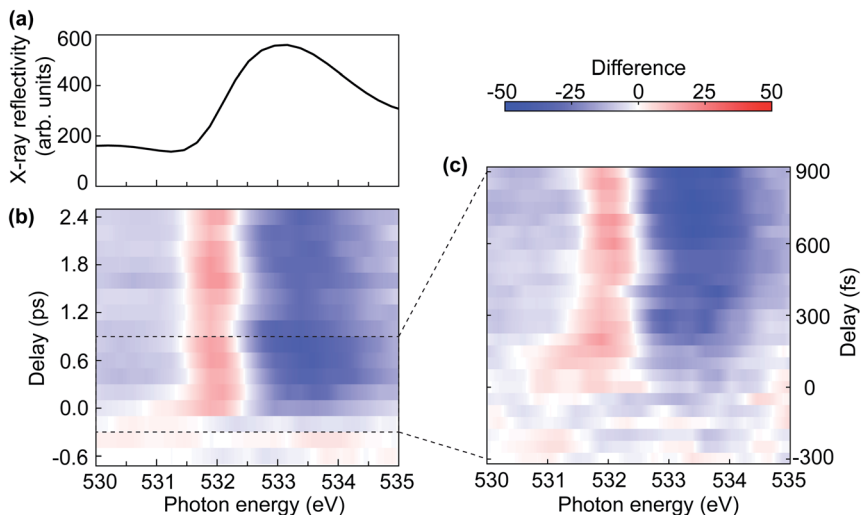 (a)
X-ray reflectivity
(arb. units)
600
400
200
0
Difference
-50 -25 0 25 50
(b)
Delay (ps)
2.4
1.8
1.2
0.6
0.0
-0.6
530 531 532 533 534 535
Photon energy (eV)
(c)
900
600
300
0
-300
Delay (fs)
530 531 532 533 534 535
Photon energy (eV)